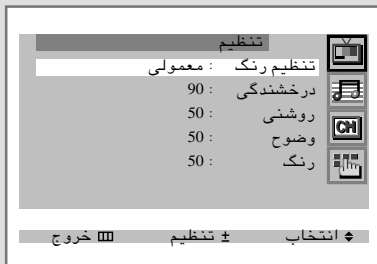 تنظیم
تنظیم رنگ : معمولی
درخشندگی : 90
روشنی : 50
وضوح : 50
رنگ : 50
CH
انتخاب ± تنظیم خروج